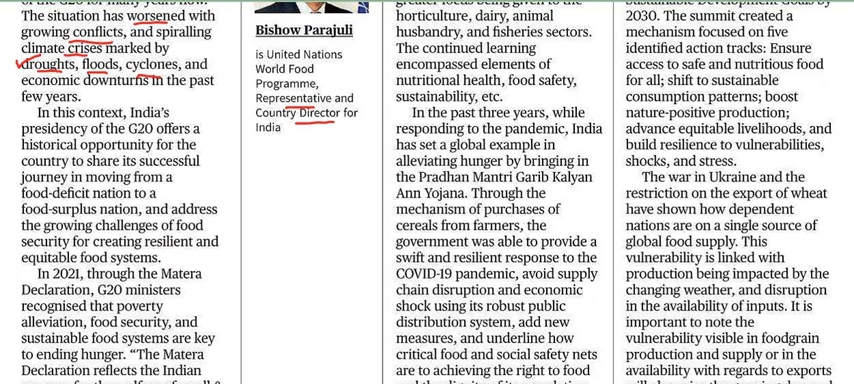 The situation has worsened with
growing conflicts, and spiralling
climate crises marked by
droughts, floods, cyclones, and
economic downturns in the past
few years.
In this context, India's
presidency of the G20 offers a
historical opportunity for the
country to share its successful
journey in moving from a
food-deficit nation to a
food-surplus nation, and address
the growing challenges of food
security for creating resilient and
equitable food systems.
In 2021, through the Matera
Declaration, G20 ministers
recognised that poverty
alleviation, food security, and
sustainable food systems are key
to ending hunger. “The Matera
Declaration reflects the Indian
Bishow Parajuli
is United Nations
World Food
Programme,
Representative and
Country Director for
India
horticulture, dairy, animal
husbandry, and fisheries sectors.
The continued learning
encompassed elements of
nutritional health, food safety,
sustainability, etc.
In the past three years, while
responding to the pandemic, India
has set a global example in
alleviating hunger by bringing in
the Pradhan Mantri Garib Kalyan
Ann Yojana. Through the
mechanism of purchases of
cereals from farmers, the
government was able to provide a
swift and resilient response to the
COVID-19 pandemic, avoid supply
chain disruption and economic
shock using its robust public
distribution system, add new
measures, and underline how
critical food and social safety nets
are to achieving the right to food
2030. The summit created a
mechanism focused on five
identified action tracks: Ensure
access to safe and nutritious food
for all; shift to sustainable
consumption patterns; boost
nature-positive production;
advance equitable livelihoods, and
build resilience to vulnerabilities,
shocks, and stress.
The war in Ukraine and the
restriction on the export of wheat
have shown how dependent
nations are on a single source of
global food supply. This
vulnerability is linked with
production being impacted by the
changing weather, and disruption
in the availability of inputs. It is
important to note the
vulnerability visible in foodgrain
production and supply or in the
availability with regards to exports